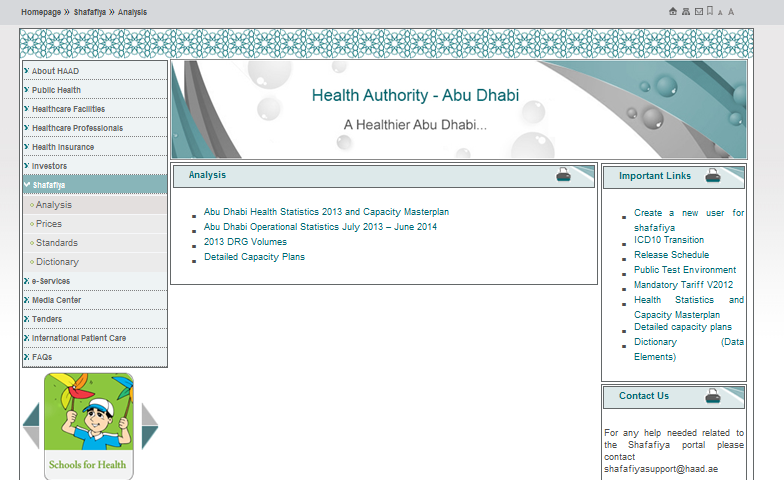 Homepage » Shafafiya » Analysis
A A
About HAAD
Public Health
Healthcare Facilities
Healthcare Professionals
Health Insurance
Investors
Shafafiya
Analysis
Prices
Standards
Dictionary
e-Services
Media Center
Tenders
International Patient Care
FAQs
Schools for Health
Health Authority - Abu Dhabi
A Healthier Abu Dhabi...
Analysis
Abu Dhabi Health Statistics 2013 and Capacity Masterplan
Abu Dhabi Operational Statistics July 2013 – June 2014
2013 DRG Volumes
Detailed Capacity Plans
Important Links
Create a new user for
shafafiya
ICD10 Transition
Release Schedule
Public Test Environment
Mandatory Tariff V2012
Health Statistics and
Capacity Masterplan
Detailed capacity plans
Dictionary (Data
Elements)
Contact Us
For any help needed related to
the Shafafiya portal please
contact
shafafiyasupport@haad.ae